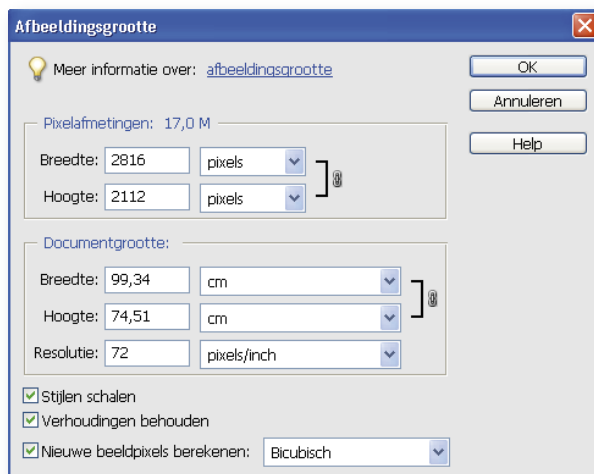 Afbeeldingsgrootte
Meer informatie over: afbeeldingsgrootte
OK
Annuleren
Help
Pixelafmetingen: 17,0 M
Breedte: 2816 pixels
Hoogte: 2112 pixels
Documentgrootte:
Breedte: 99,34 cm
Hoogte: 74,51 cm
Resolutie: 72 pixels/inch
Stijlen schalen
Verhoudingen behouden
Nieuwe beeldpixels berekenen: Bicubisch